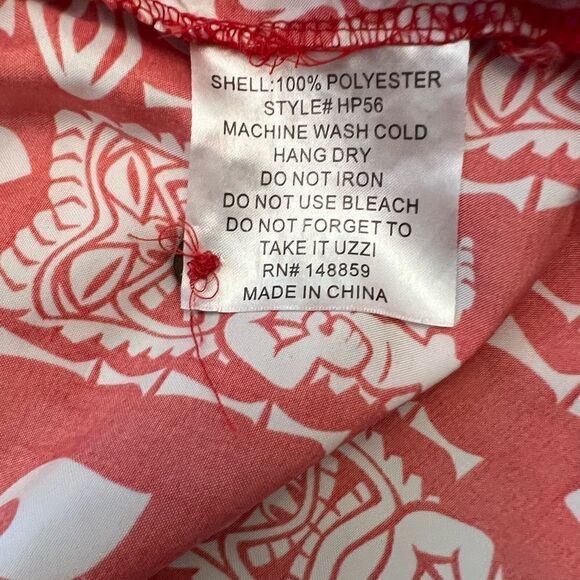 SHELL:100% POLYESTER
STYLE# HP56
MACHINE WASH COLD
HANG DRY
DO NOT IRON
DO NOT USE BLEACH
DO NOT FORGET TO
TAKE IT UZZI
RN# 148859
MADE IN CHINA